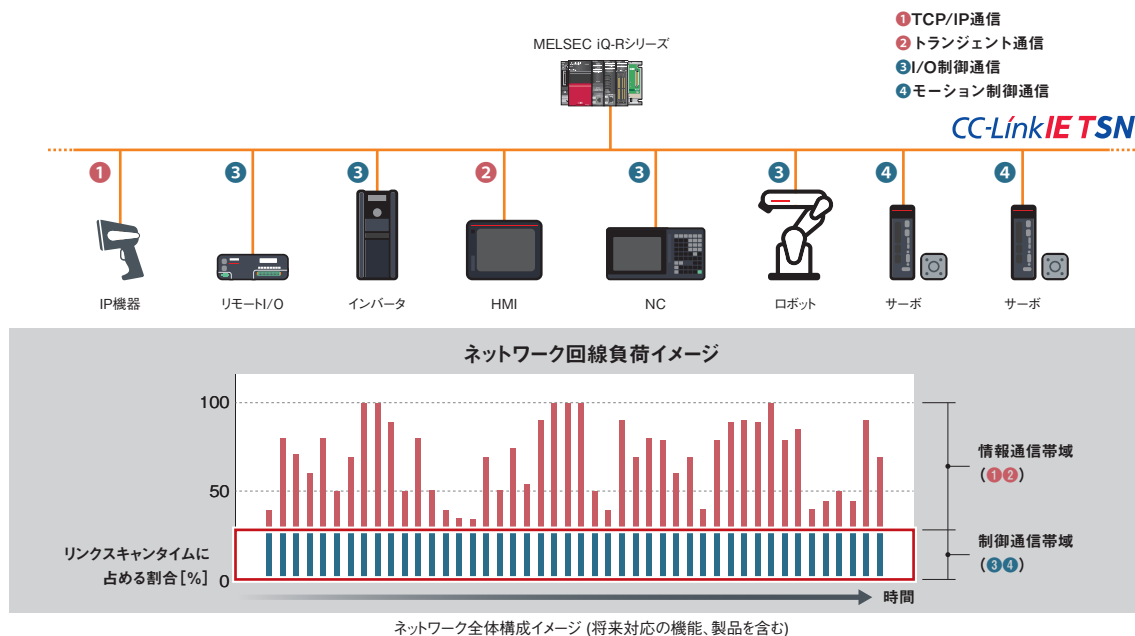 ❶TCP/IP通信
❷トランジェント通信
❸I/O制御通信
❹モーション制御通信
MELSEC iQ-Rシリーズ
CC-Link IE TSN
❶ ❸ ❸ ❷ ❸ ❸ ❹ ❹
IP機器 リモートI/O インバータ HMI NC ロボット サーボ サーボ
ネットワーク回線負荷イメージ
100
50
0
リンクスキャンタイムに
占める割合[%]
情報通信帯域
(❶❷)
制御通信帯域
(❸❹)
時間
ネットワーク全体構成イメージ (将来対応の機能、製品を含む)